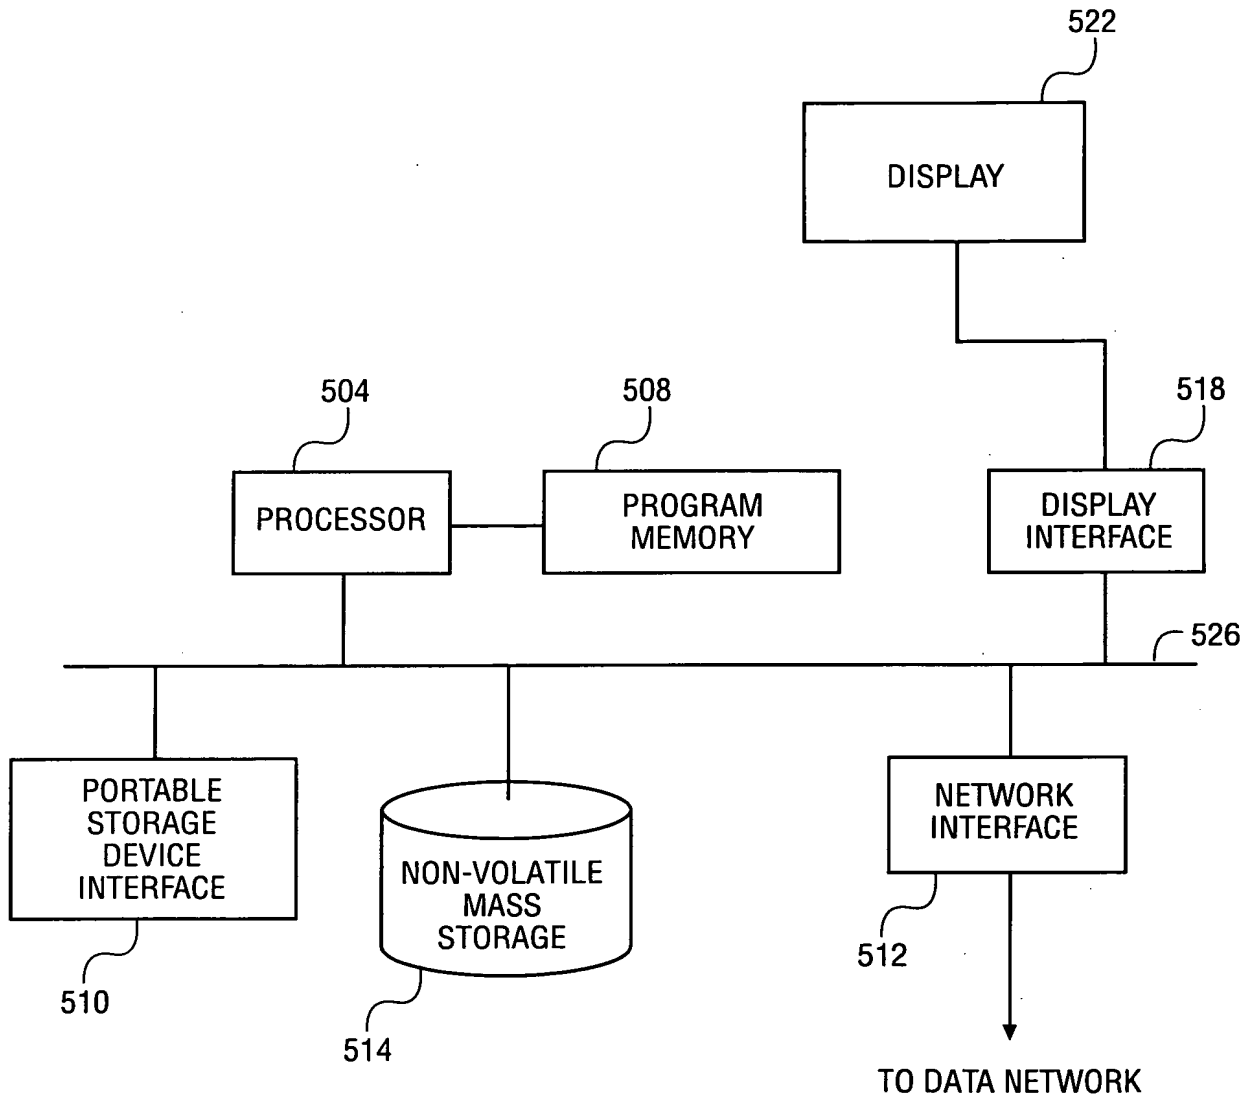 522
DISPLAY
504
508
518
PROCESSOR
PROGRAM
MEMORY
DISPLAY
INTERFACE
526
PORTABLE
STORAGE
DEVICE
INTERFACE
NON-VOLATILE
MASS
STORAGE
NETWORK
INTERFACE
510
514
512
TO DATA NETWORK